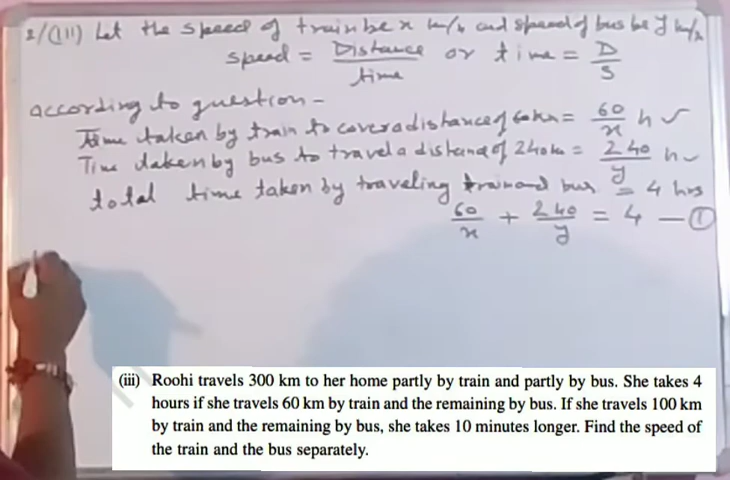 2/(III) Let the speed of train be x km/h and speed of bus be y km/h
speed = Distance/time or time = D/S
according to question -
Time taken by train to cover a distance of 60 km = 60/x h ✓
Time taken by bus to travel a distance of 240 km = 240/y h ✓
total time taken by traveling train and bus = 4 hrs
60/x + 240/y = 4 — ①
(iii) Roohi travels 300 km to her home partly by train and partly by bus. She takes 4
hours if she travels 60 km by train and the remaining by bus. If she travels 100 km
by train and the remaining by bus, she takes 10 minutes longer. Find the speed of
the train and the bus separately.